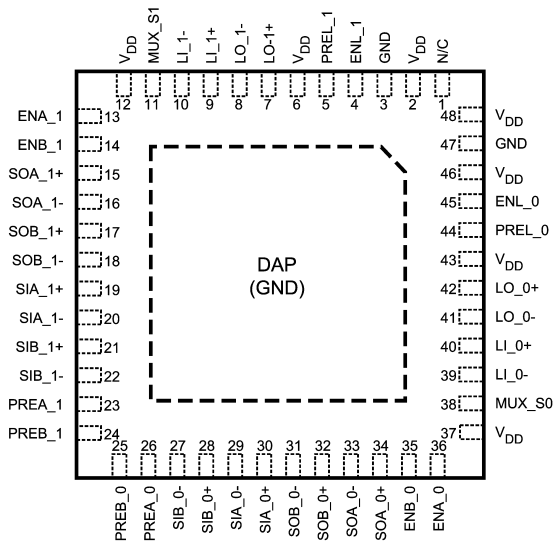 VDD
MUX_S1
LI_1-
LI_1+
LO_1-
LO-1+
VDD
PREL_1
ENL_1
GND
VDD
N/C
12
11
10
9
8
7
6
5
4
3
2
1
ENA_1 13
ENB_1 14
SOA_1+ 15
SOA_1- 16
SOB_1+ 17
SOB_1- 18
SIA_1+ 19
SIA_1- 20
SIB_1+ 21
SIB_1- 22
PREA_1 23
PREB_1 24
DAP
(GND)
48 VDD
47 GND
46 VDD
45 ENL_0
44 PREL_0
43 VDD
42 LO_0+
41 LO_0-
40 LI_0+
39 LI_0-
38 MUX_S0
37 VDD
25
26
27
28
29
30
31
32
33
34
35
36
PREB_0
PREA_0
SIB_0-
SIB_0+
SIA_0-
SIA_0+
SOB_0-
SOB_0+
SOA_0-
SOA_0+
ENB_0
ENA_0